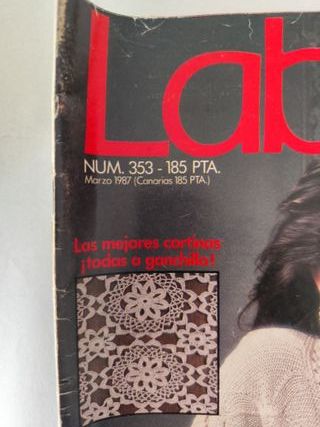 Lab
NUM. 353 - 185 PTA.
Marzo 1987 (Canarias 185 PTA.)
Las mejores cortinas
¡todas a ganchillo!